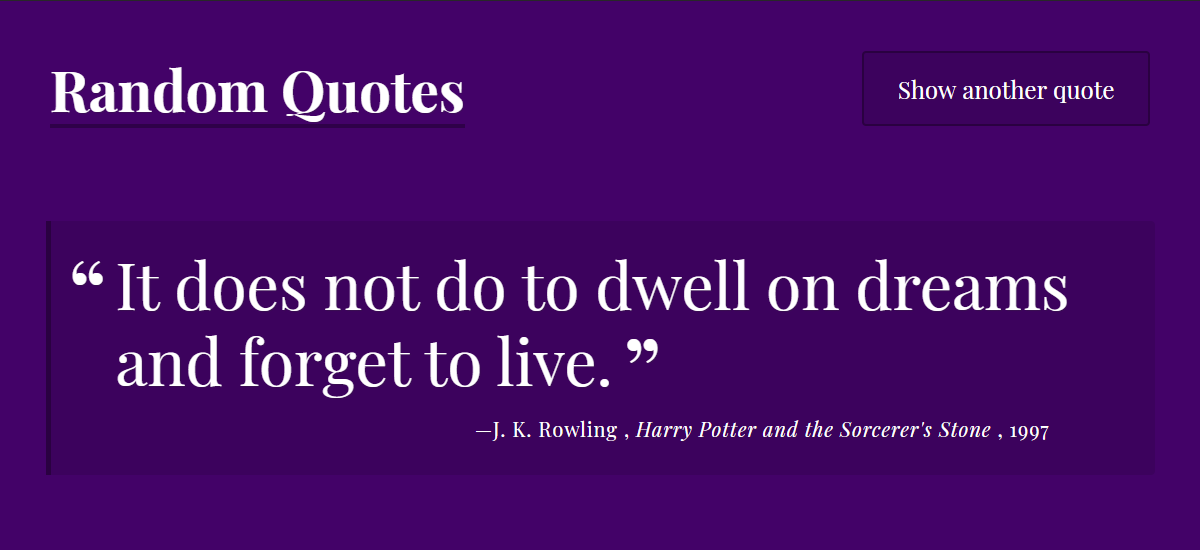 Random Quotes
Show another quote
“ It does not do to dwell on dreams
and forget to live. ”
—J. K. Rowling , Harry Potter and the Sorcerer's Stone , 1997